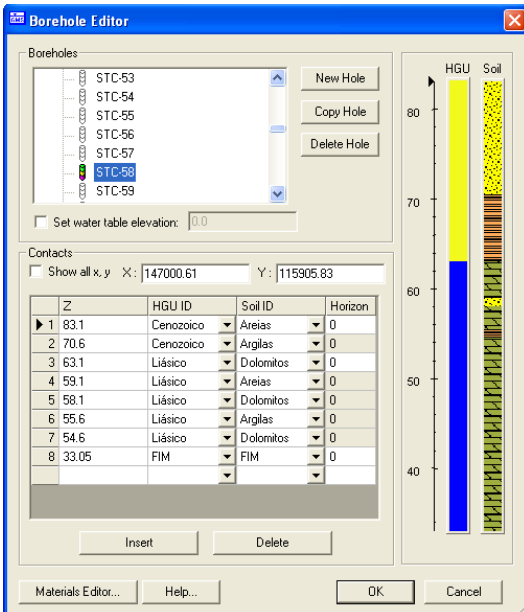 Borehole Editor
Boreholes
STC-53
STC-54
STC-55
STC-56
STC-57
STC-58
STC-59
New Hole
Copy Hole
Delete Hole
Set water table elevation: 0.0
Contacts
Show all x, y X: 147000.61 Y: 115905.83
Z HGU ID Soil ID Horizon
1 83.1 Cenozoico Areias 0
2 70.6 Cenozoico Argilas 0
3 63.1 Liásico Dolomitos 0
4 59.1 Liásico Areias 0
5 58.1 Liásico Dolomitos 0
6 55.6 Liásico Argilas 0
7 54.6 Liásico Dolomitos 0
8 33.05 FIM FIM 0
Insert Delete
HGU Soil
80
70
60
50
40
Materials Editor... Help... OK Cancel